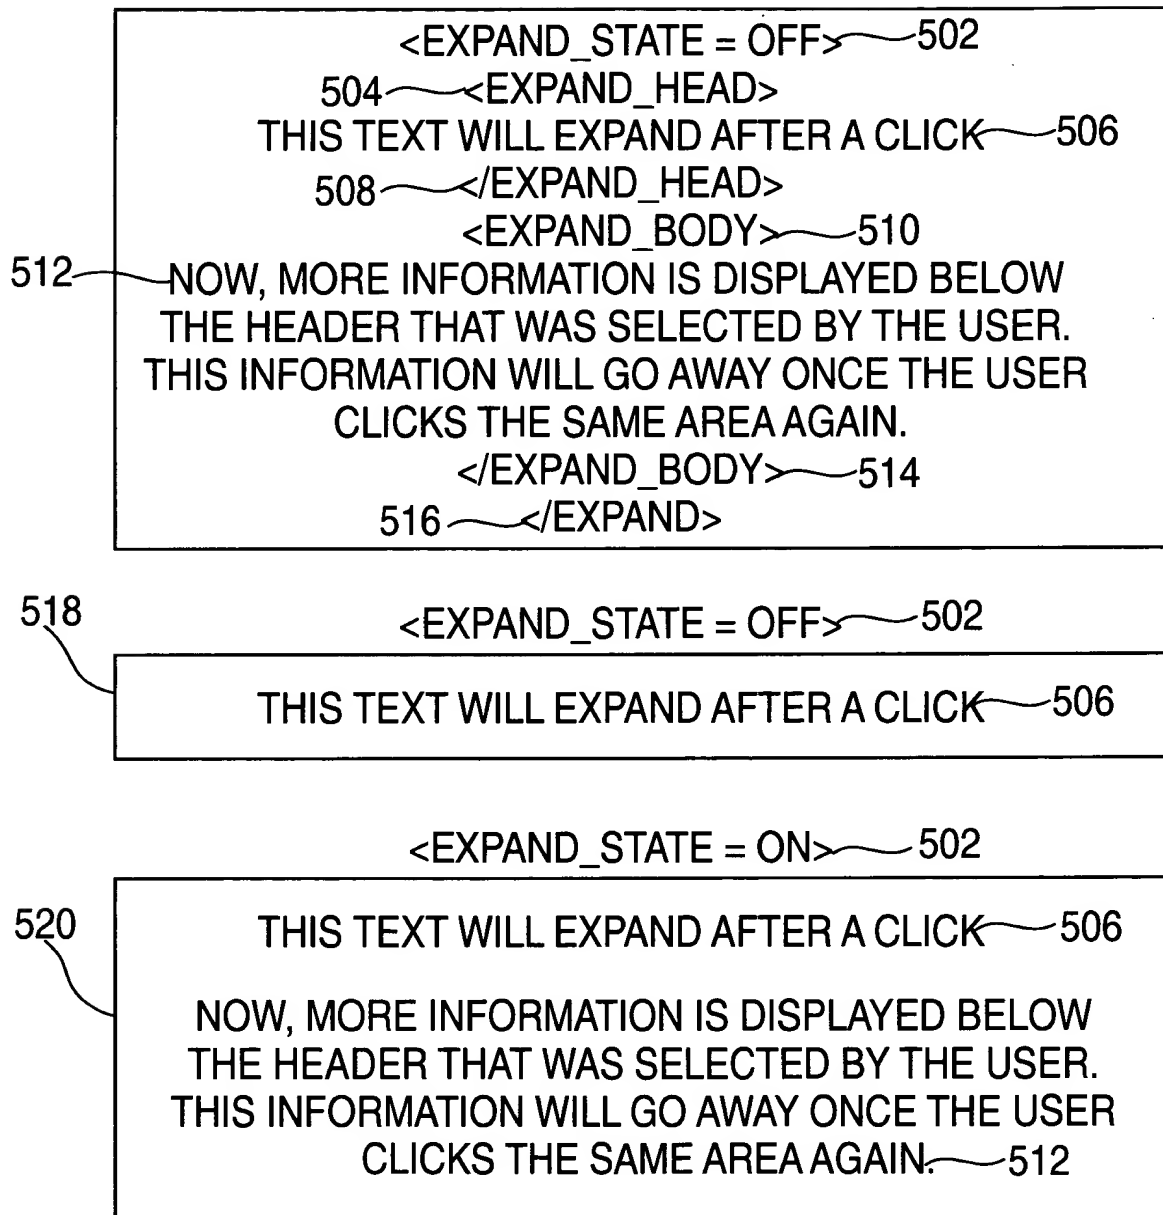 <EXPAND_STATE = OFF> 502
504 <EXPAND_HEAD>
THIS TEXT WILL EXPAND AFTER A CLICK 506
508 </EXPAND_HEAD>
<EXPAND_BODY> 510
512 NOW, MORE INFORMATION IS DISPLAYED BELOW
THE HEADER THAT WAS SELECTED BY THE USER.
THIS INFORMATION WILL GO AWAY ONCE THE USER
CLICKS THE SAME AREA AGAIN.
</EXPAND_BODY> 514
516 </EXPAND>
518 <EXPAND_STATE = OFF> 502
THIS TEXT WILL EXPAND AFTER A CLICK 506
<EXPAND_STATE = ON> 502
520 THIS TEXT WILL EXPAND AFTER A CLICK 506
NOW, MORE INFORMATION IS DISPLAYED BELOW
THE HEADER THAT WAS SELECTED BY THE USER.
THIS INFORMATION WILL GO AWAY ONCE THE USER
CLICKS THE SAME AREA AGAIN. 512